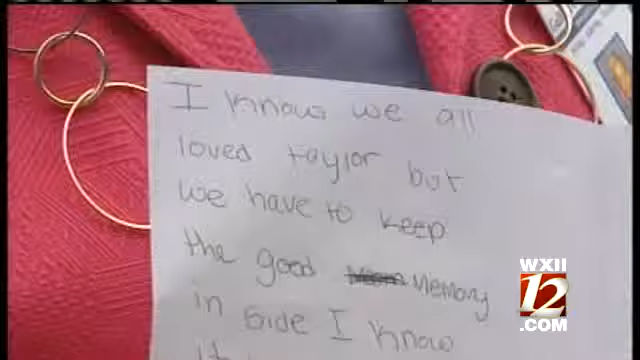 I know we all
loved taylor but
we have to keep
the good Memory
in side I know
it
WXII
12
.COM